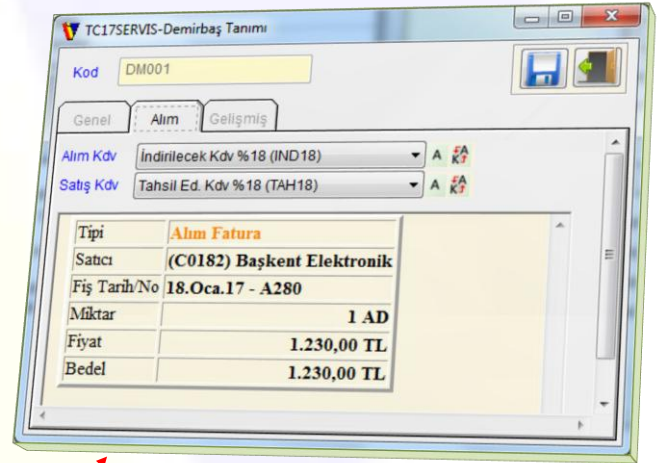 TC17SERVIS-Demirbaş Tanımı
Kod DM001
Genel Alım Gelişmiş
Alım Kdv İndirilecek Kdv %18 (IND18) A
Satış Kdv Tahsil Ed. Kdv %18 (TAH18) A
Tipi Alım Fatura
Satıcı (C0182) Başkent Elektronik
Fiş Tarih/No 18.Oca.17 - A280
Miktar 1 AD
Fiyat 1.230,00 TL
Bedel 1.230,00 TL